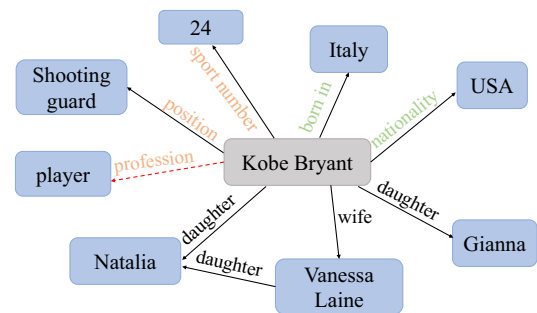 24
Italy
USA
Shooting
guard
sport number
born in
nationality
position
player
profession
Kobe Bryant
daughter
wife
daughter
Natalia
daughter
Vanessa
Laine
Gianna